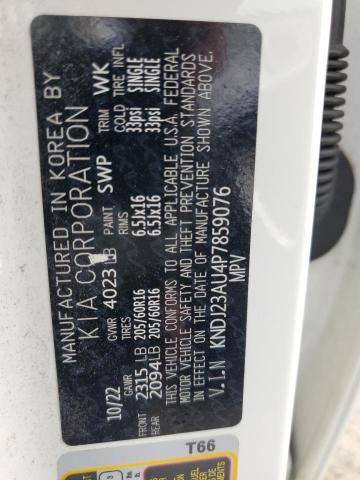 MANUFACTURED IN KOREA BY
KIA CORPORATION
10/22 GVWR 4023 LB PAINT SWP TRIM WK
GAWR TIRES RIMS COLD TIRE INFL
FRONT 2315 LB 205/60R16 6.5JX16 33psi SINGLE
REAR 2094 LB 205/60R16 6.5JX16 33psi SINGLE
THIS VEHICLE CONFORMS TO ALL APPLICABLE U.S.A. FEDERAL
MOTOR VEHICLE SAFETY AND THEFT PREVENTION STANDARDS
IN EFFECT ON THE DATE OF MANUFACTURE SHOWN ABOVE.
V.I.N KNDJ23AU4P7859076
MPV
T66